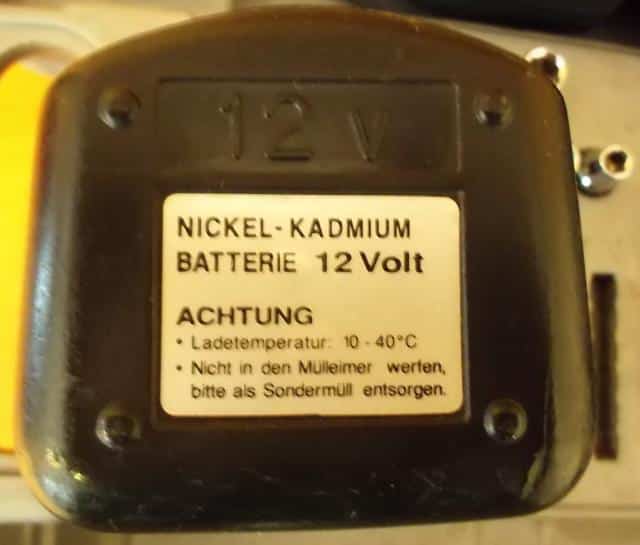 12 V
NICKEL-KADMIUM
BATTERIE 12 Volt
ACHTUNG
• Ladetemperatur: 10 - 40°C
• Nicht in den Mülleimer werfen,
bitte als Sondermüll entsorgen.